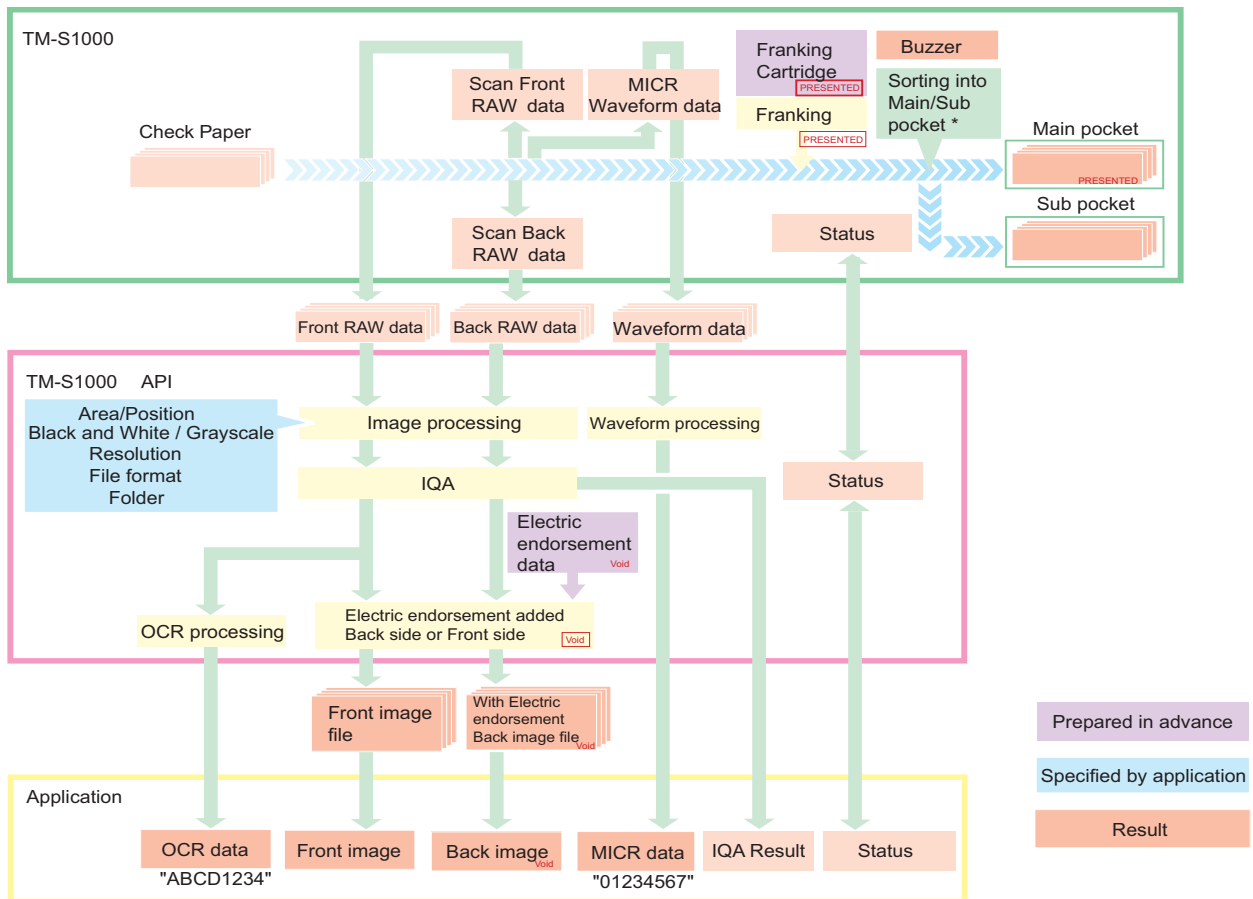 TM-S1000
Check Paper
Scan Front
RAW data
MICR
Waveform data
Franking
Cartridge
PRESENTED
Franking
PRESENTED
Buzzer
Sorting into
Main/Sub
pocket *
Main pocket
PRESENTED
Sub pocket
Scan Back
RAW data
Status
Front RAW data
Back RAW data
Waveform data
TM-S1000 API
Area/Position
Black and White / Grayscale
Resolution
File format
Folder
Image processing
Waveform processing
IQA
Status
Electric
endorsement
data
Void
OCR processing
Electric endorsement added
Back side or Front side
Void
Front image
file
With Electric
endorsement
Back image file
Void
Prepared in advance
Specified by application
Result
Application
OCR data
Front image
Back image
Void
MICR data
IQA Result
Status
"ABCD1234"
"01234567"